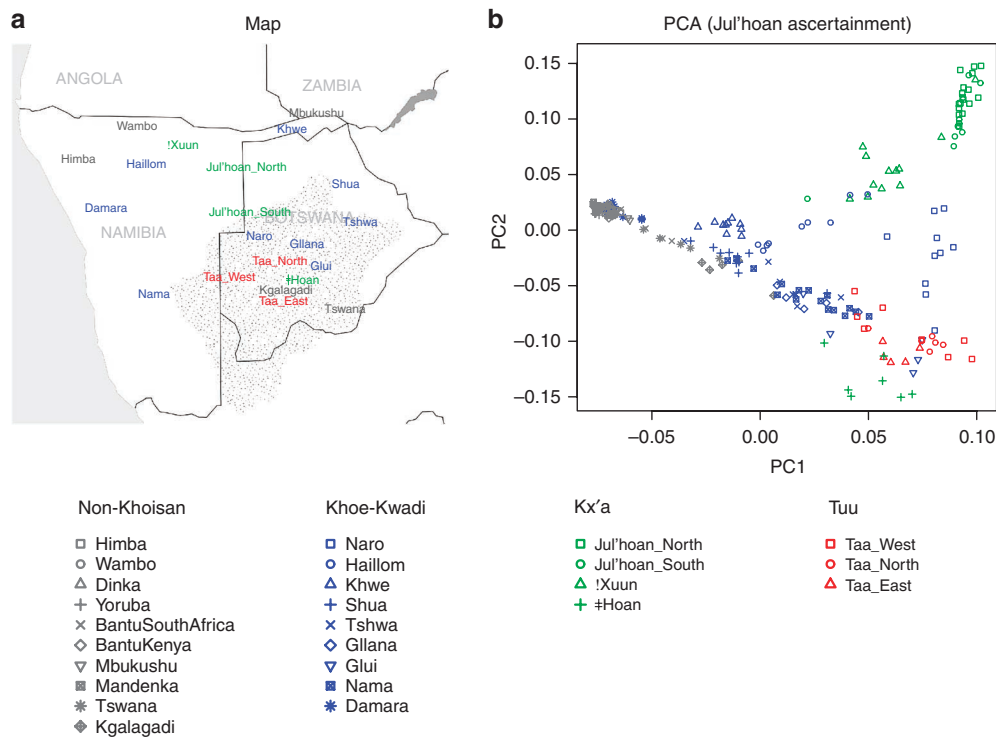 a
Map
ANGOLA
ZAMBIA
Mbukushu
Wambo
Khwe
!Xuun
Himba
Haillom
Jul'hoan_North
Shua
Damara
Jul'hoan_South
BOTSWANA
Tshwa
NAMIBIA
Naro
Gllana
Taa_North
Glui
Taa_West
ǂHoan
Nama
Kgalagadi
Taa_East
Tswana
b
PCA (Jul'hoan ascertainment)
PC2
0.15
0.10
0.05
0.00
−0.05
−0.10
−0.15
−0.05
0.00
0.05
0.10
PC1
Non-Khoisan
Himba
Wambo
Dinka
Yoruba
BantuSouthAfrica
BantuKenya
Mbukushu
Mandenka
Tswana
Kgalagadi
Khoe-Kwadi
Naro
Haillom
Khwe
Shua
Tshwa
Gllana
Glui
Nama
Damara
Kx′a
Jul'hoan_North
Jul'hoan_South
!Xuun
ǂHoan
Tuu
Taa_West
Taa_North
Taa_East